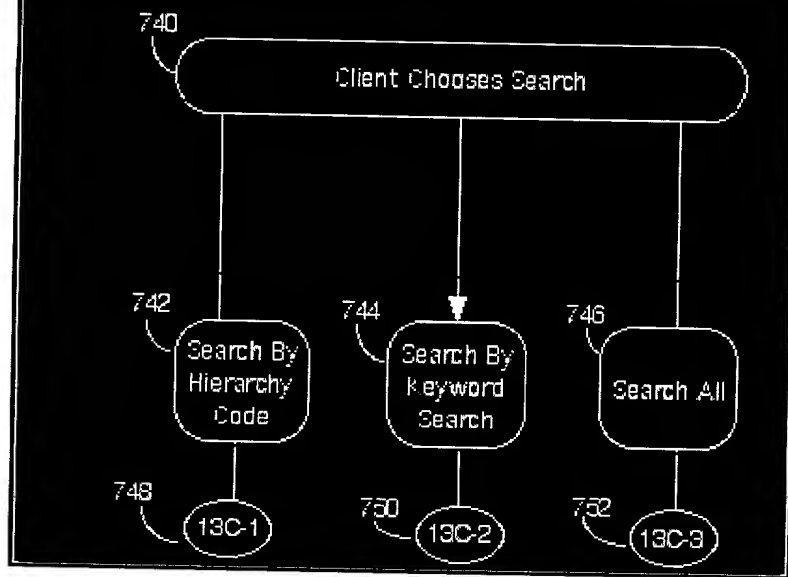 740
Client Chooses Search
742
Search By
Hierarchy
Code
744
Search By
Keyword
Search
746
Search All
748
13C-1
750
13C-2
752
13C-3